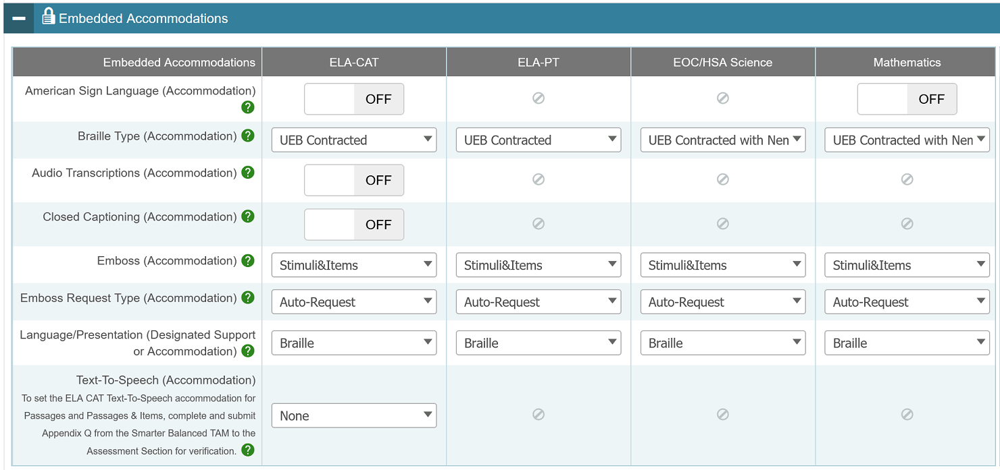 Embedded Accommodations
Embedded Accommodations ELA-CAT ELA-PT EOC/HSA Science Mathematics
American Sign Language (Accommodation) OFF OFF
?
Braille Type (Accommodation) ? UEB Contracted UEB Contracted UEB Contracted with Nen UEB Contracted with Nen
Audio Transcriptions (Accommodation) ? OFF
Closed Captioning (Accommodation) ? OFF
Emboss (Accommodation) ? Stimuli&Items Stimuli&Items Stimuli&Items Stimuli&Items
Emboss Request Type (Accommodation) ? Auto-Request Auto-Request Auto-Request Auto-Request
Language/Presentation (Designated Support
or Accommodation) ? Braille Braille Braille Braille
Text-To-Speech (Accommodation)
To set the ELA CAT Text-To-Speech accommodation for
Passages and Passages & Items, complete and submit
Appendix Q from the Smarter Balanced TAM to the
Assessment Section for verification. ?
None